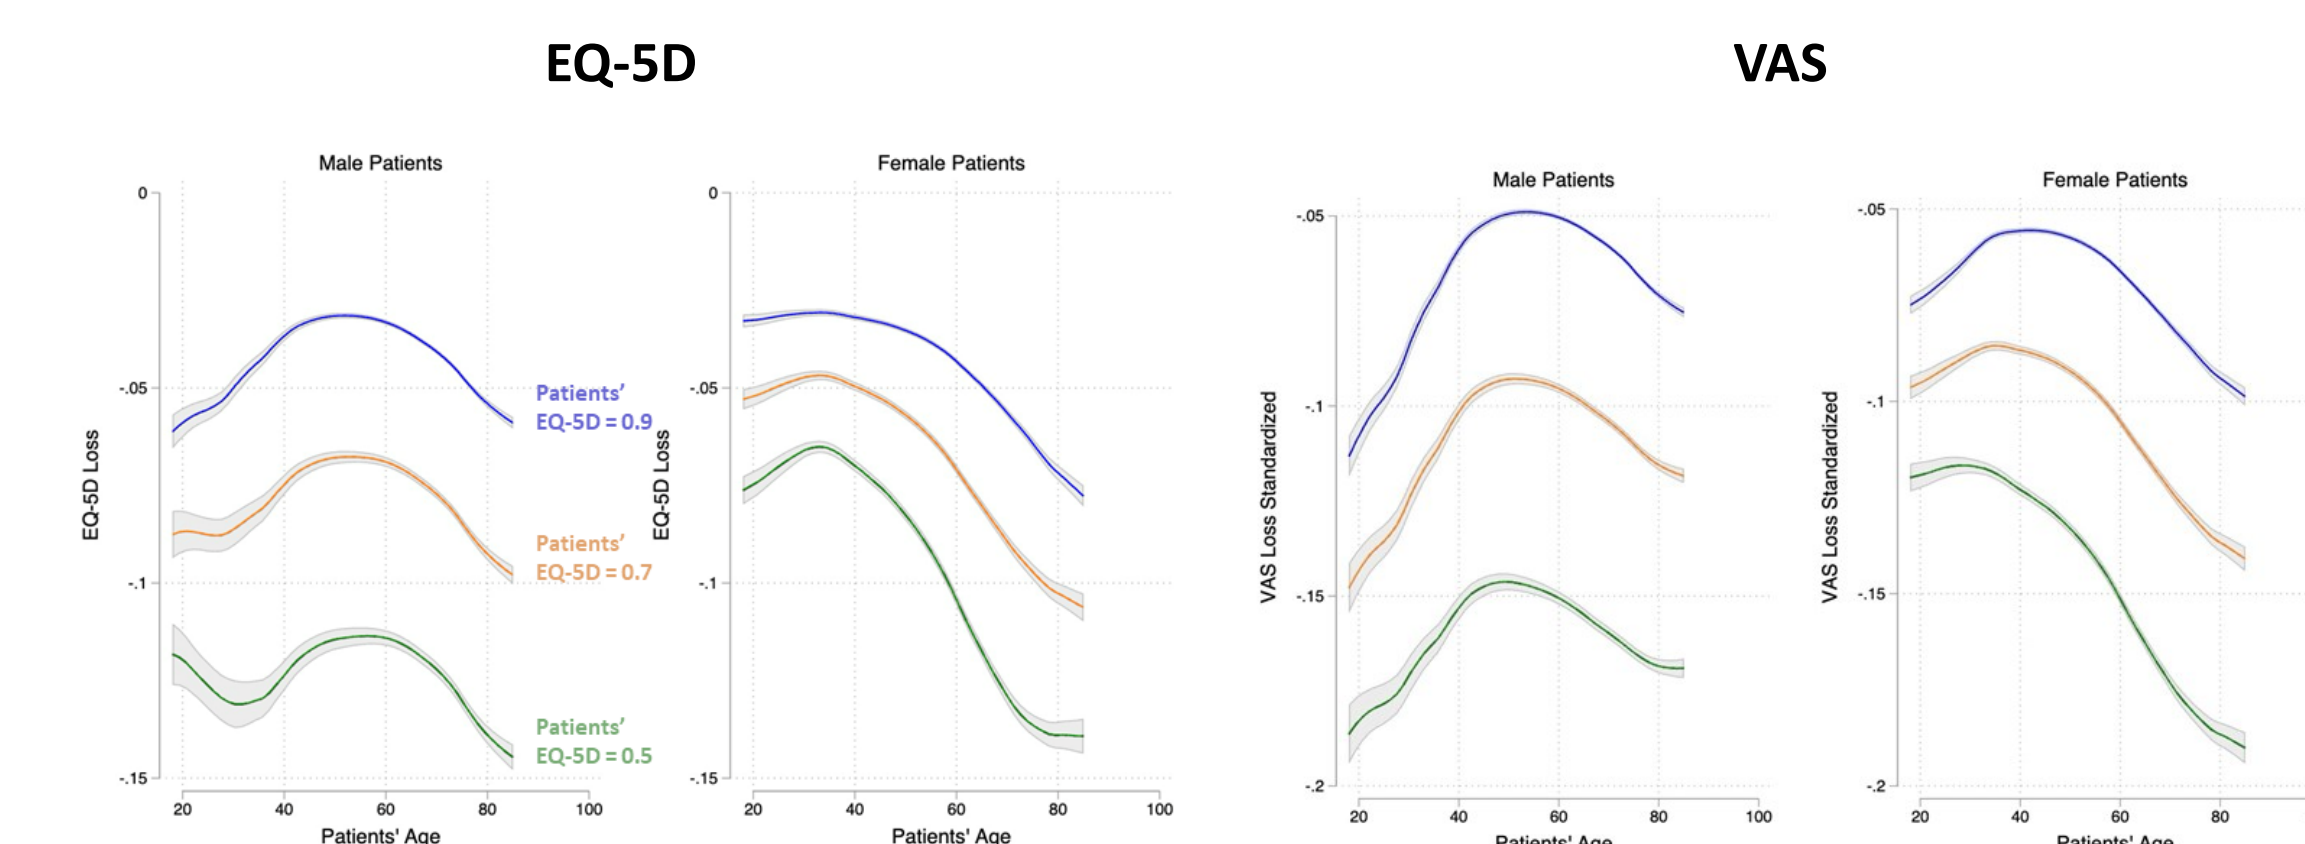 EQ-5D
VAS
Male Patients
Female Patients
Male Patients
Female Patients
0
-.05
-.1
-.15
EQ-5D Loss
20 40 60 80 100
Patients' Age
Patients’
EQ-5D = 0.9
Patients’
EQ-5D = 0.7
Patients’
EQ-5D = 0.5
0
-.05
-.1
-.15
EQ-5D Loss
20 40 60 80 100
Patients' Age
-.05
-.1
-.15
-.2
VAS Loss Standardized
20 40 60 80 100
Patients' Age
-.05
-.1
-.15
-.2
VAS Loss Standardized
20 40 60 80
Patients' Age